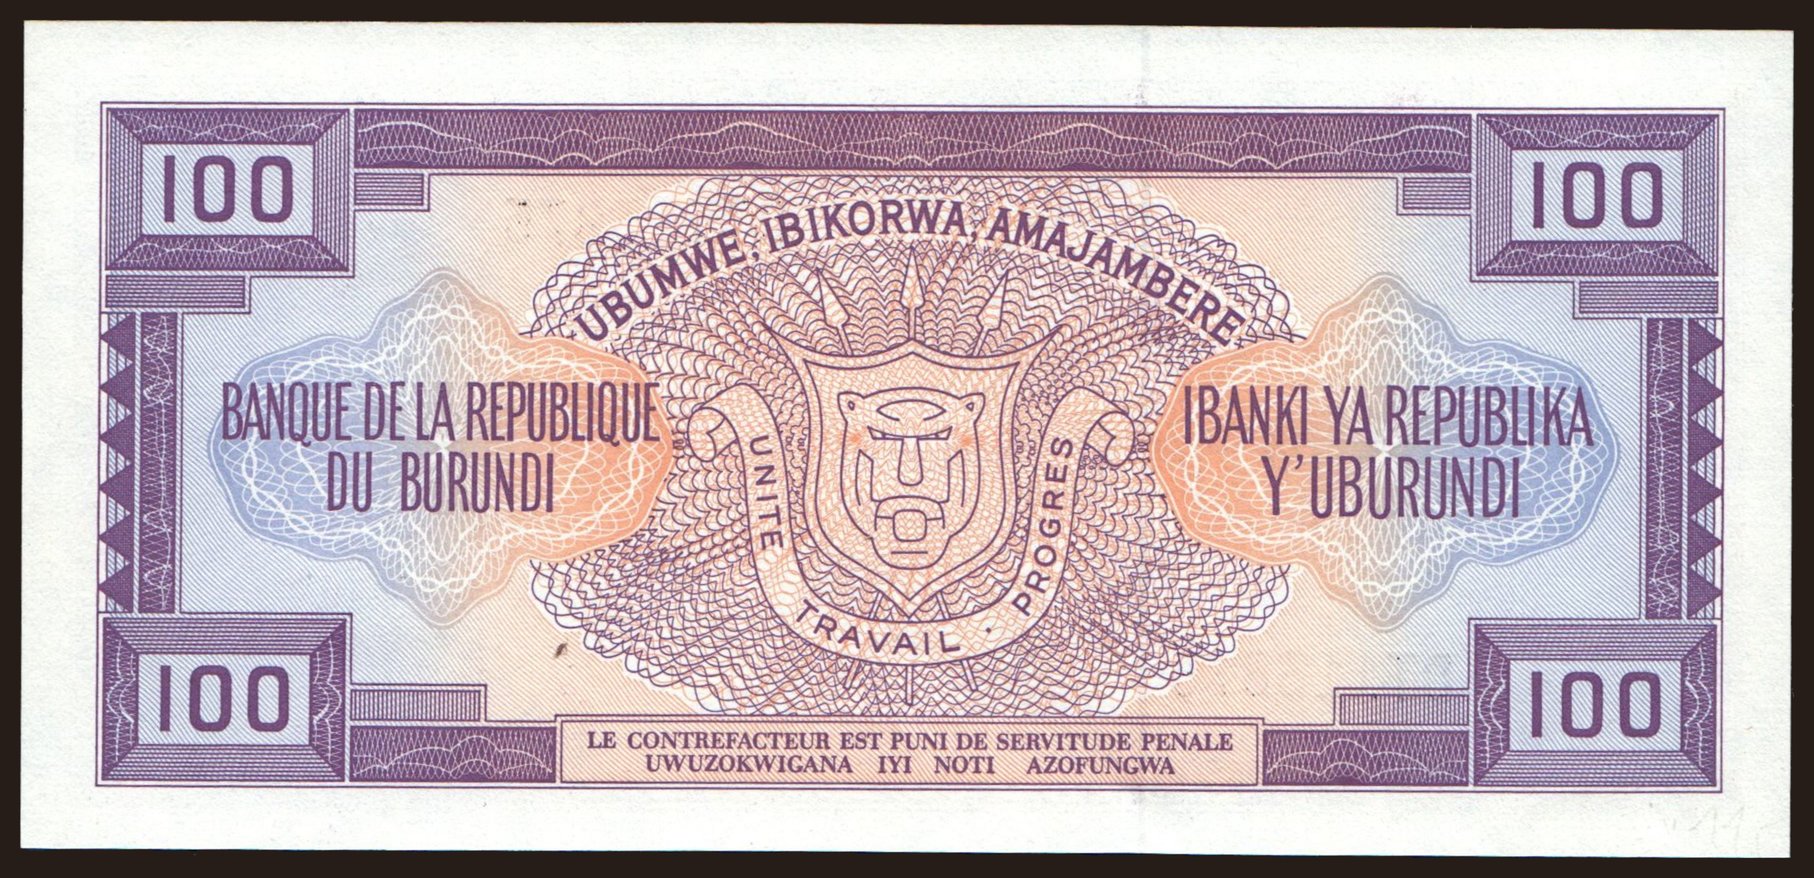 100
100
UBUMWE, IBIKORWA, AMAJAMBERE
BANQUE DE LA REPUBLIQUE
DU BURUNDI
IBANKI YA REPUBLIKA
Y'UBURUNDI
UNITE
TRAVAIL .
PROGRES
100
100
LE CONTREFACTEUR EST PUNI DE SERVITUDE PENALE
UWUZOKWIGANA IYI NOTI AZOFUNGWA